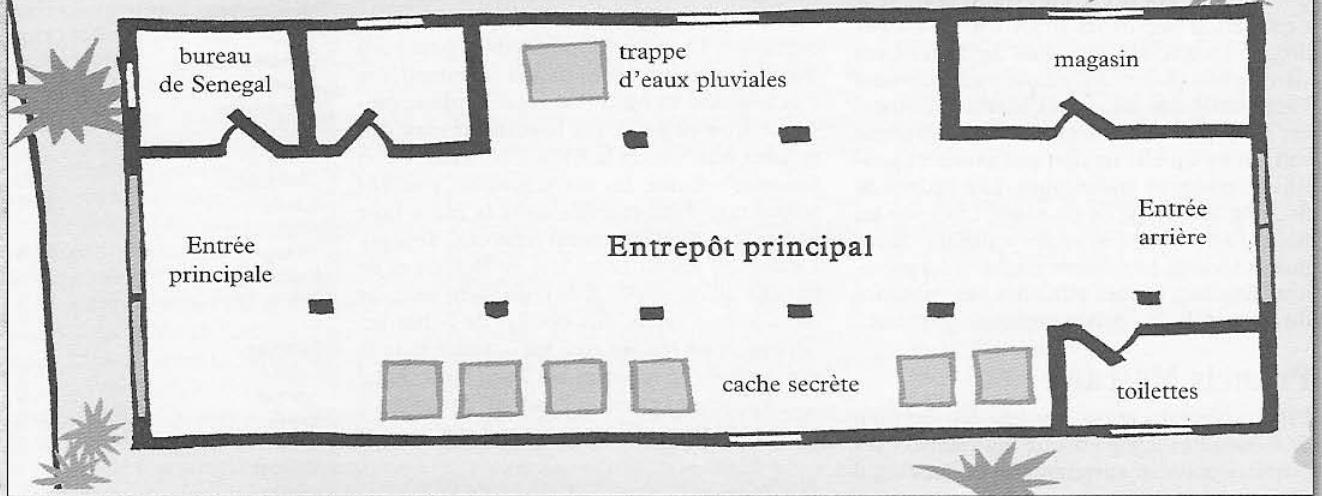 bureau
de Senegal
trappe
d'eaux pluviales
magasin
Entrée
principale
Entrepôt principal
Entrée
arrière
cache secrète
toilettes